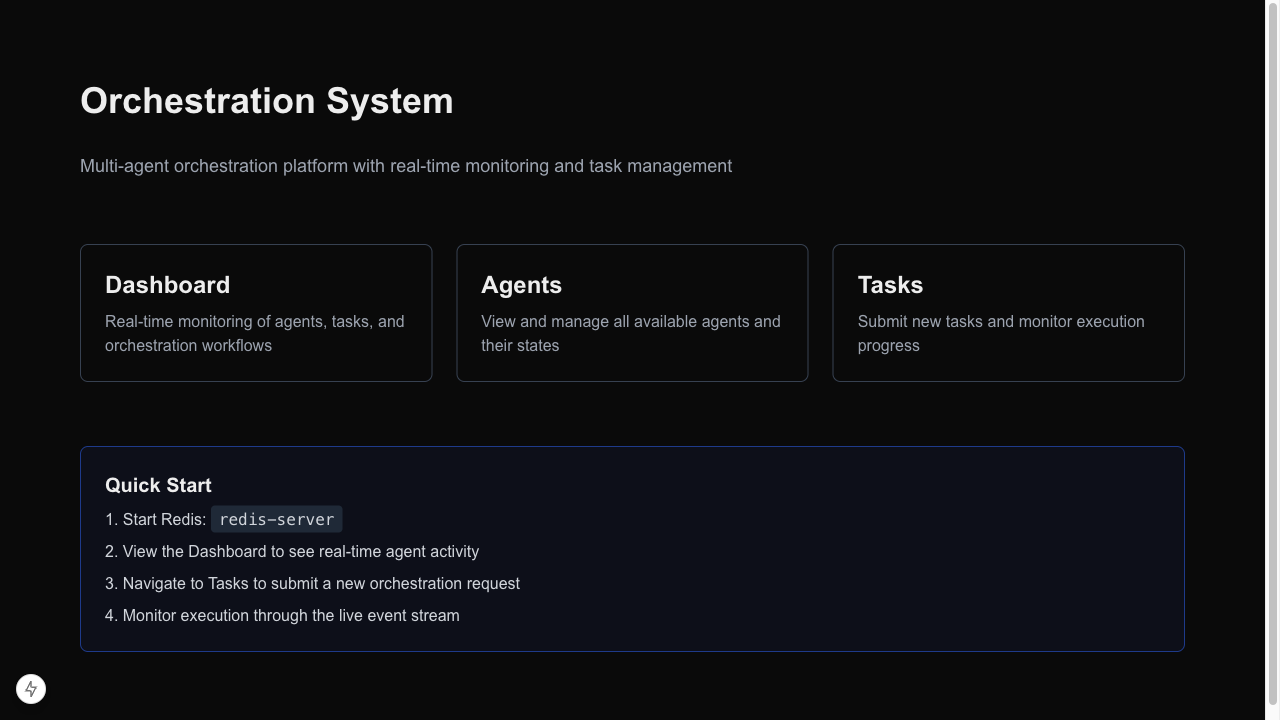 Orchestration System
Multi-agent orchestration platform with real-time monitoring and task management
Dashboard
Real-time monitoring of agents, tasks, and
orchestration workflows
Agents
View and manage all available agents and
their states
Tasks
Submit new tasks and monitor execution
progress
Quick Start
1. Start Redis: redis-server
2. View the Dashboard to see real-time agent activity
3. Navigate to Tasks to submit a new orchestration request
4. Monitor execution through the live event stream